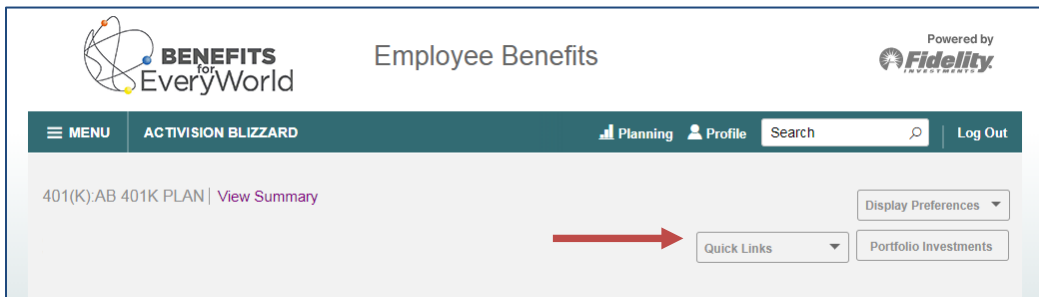 BENEFITS
for
EveryWorld
Employee Benefits
Powered by
Fidelity
INVESTMENTS
MENU
ACTIVISION BLIZZARD
Planning
Profile
Search
Log Out
401(K):AB 401K PLAN | View Summary
Display Preferences
Quick Links
Portfolio Investments